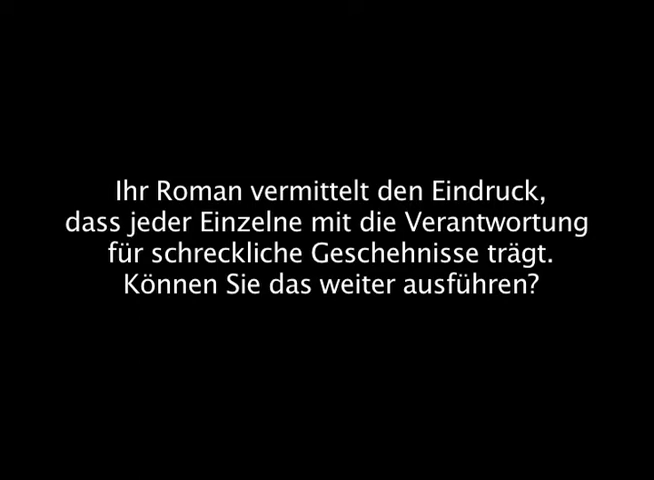 Ihr Roman vermittelt den Eindruck,
dass jeder Einzelne mit die Verantwortung
für schreckliche Geschehnisse trägt.
Können Sie das weiter ausführen?